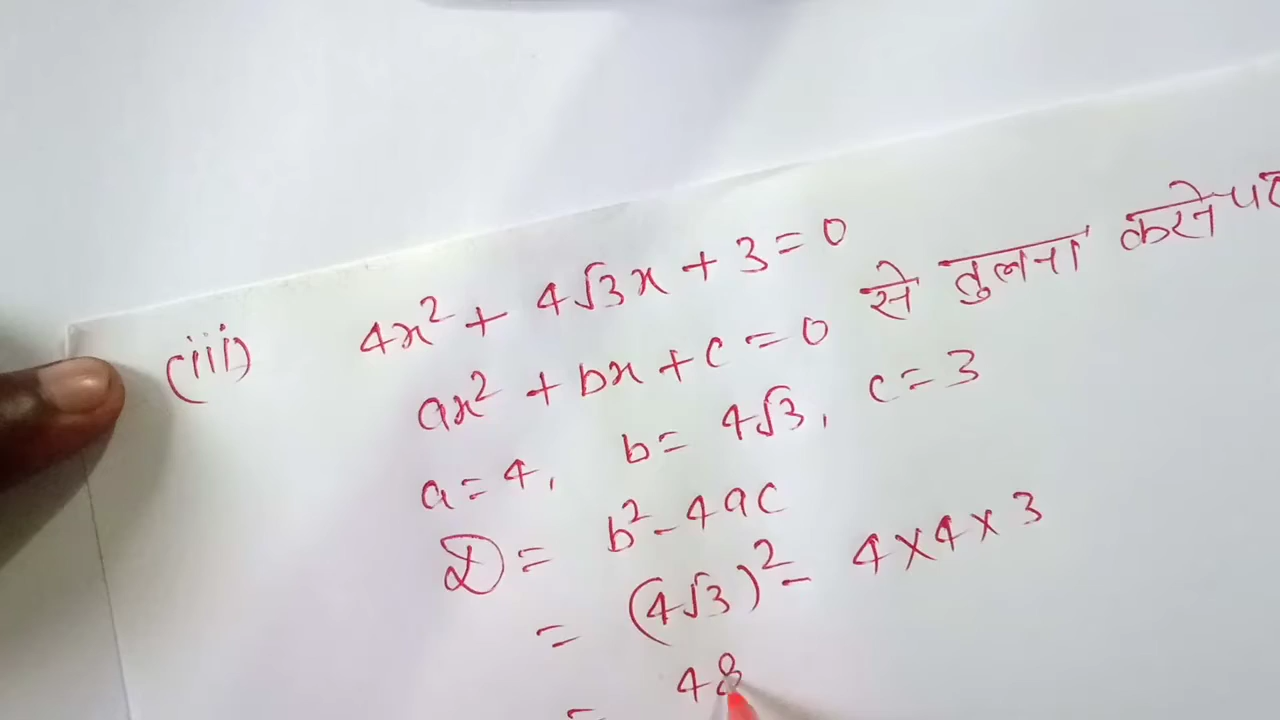 (iii) 4x² + 4√3x + 3 = 0
ax² + bx + c = 0 से तुलना करने पर
a = 4, b = 4√3, c = 3
D = b² - 4ac
= (4√3)² - 4×4×3
= 48